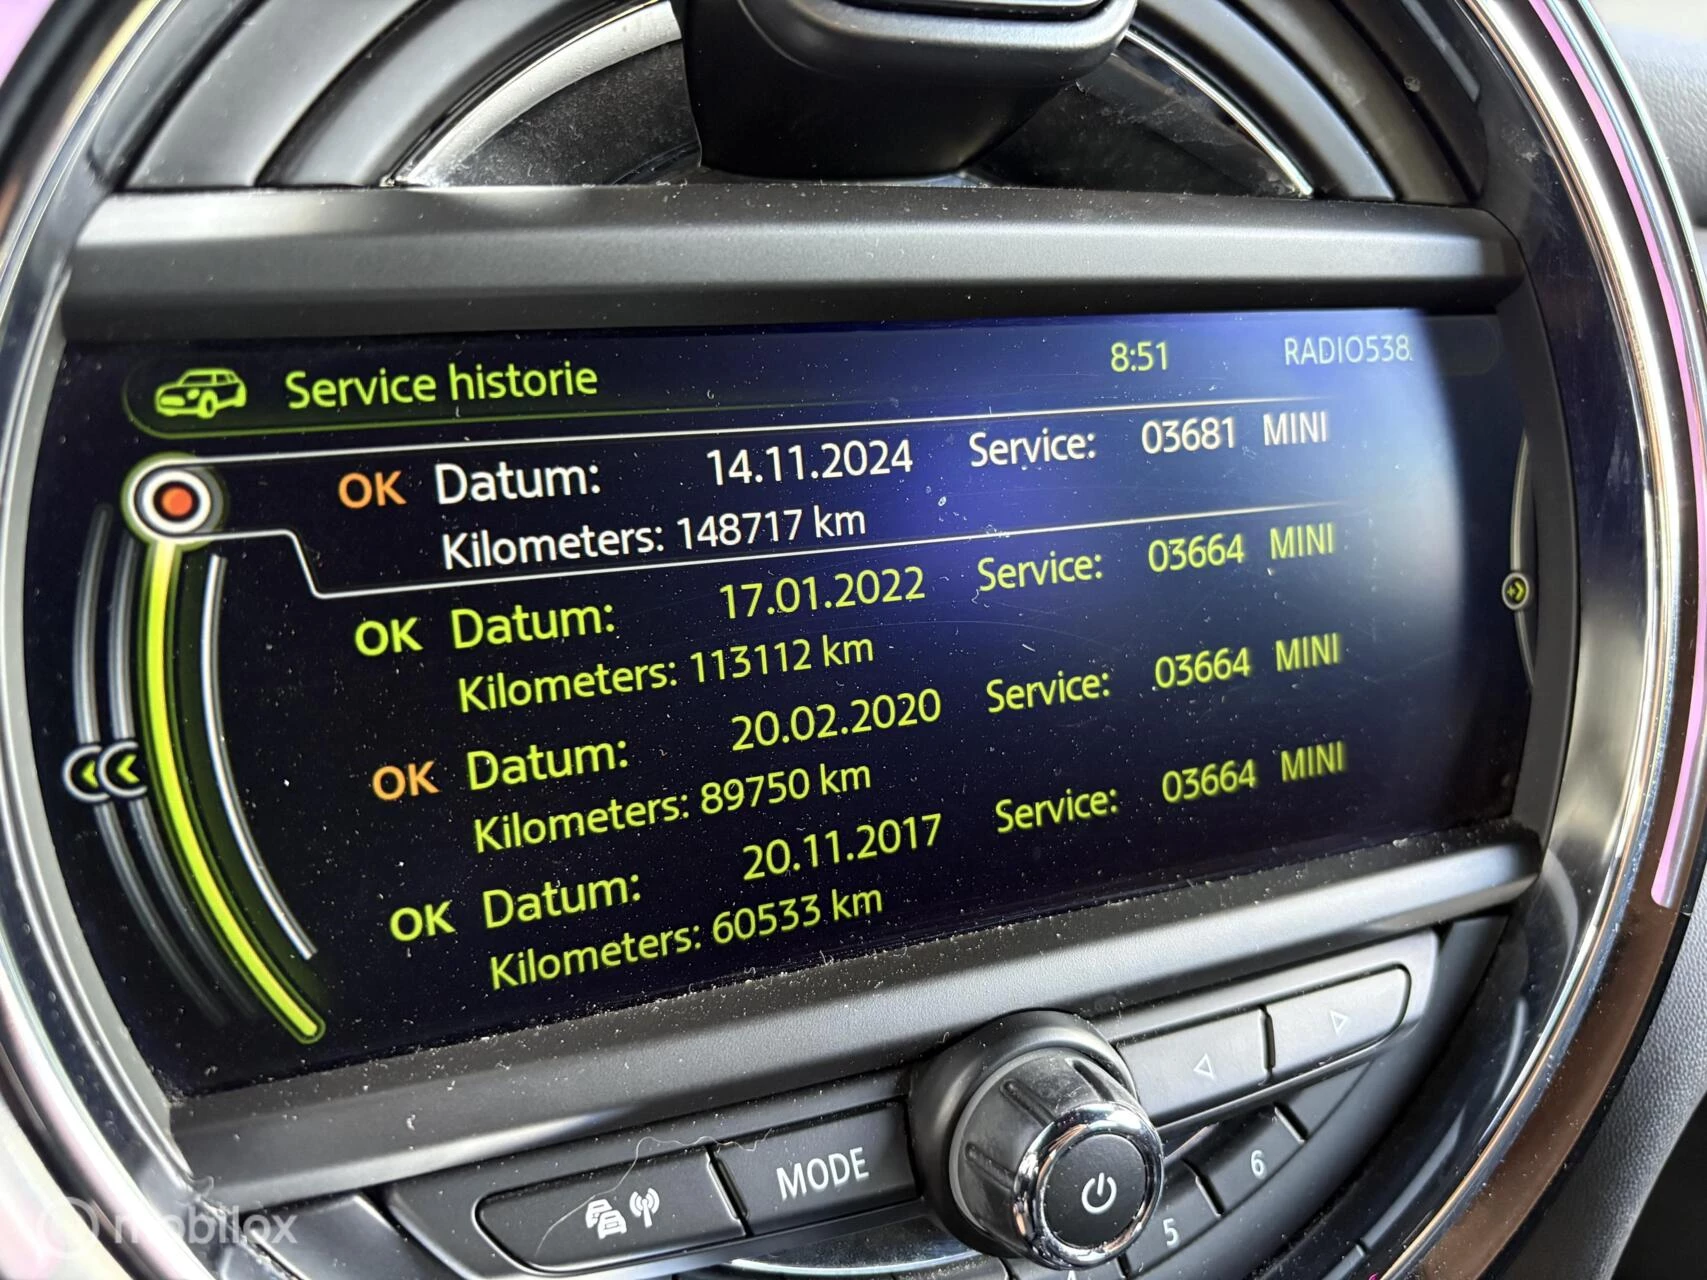 Service historie 8:51 RADIO538
OK Datum: 14.11.2024 Service: 03681 MINI
Kilometers: 148717 km
OK Datum: 17.01.2022 Service: 03664 MINI
Kilometers: 113112 km
OK Datum: 20.02.2020 Service: 03664 MINI
Kilometers: 89750 km
OK Datum: 20.11.2017 Service: 03664 MINI
Kilometers: 60533 km
MODE
6
5
4
mobilox